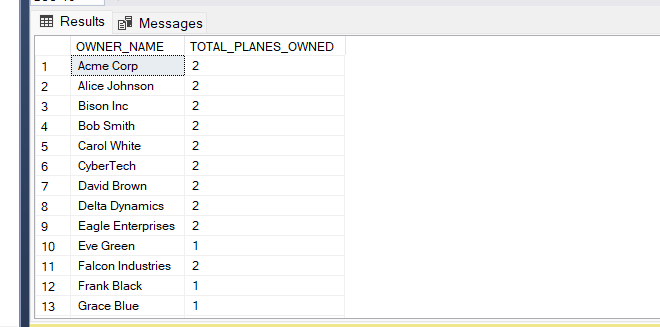 Results Messages
OWNER_NAME TOTAL_PLANES_OWNED
1 Acme Corp 2
2 Alice Johnson 2
3 Bison Inc 2
4 Bob Smith 2
5 Carol White 2
6 CyberTech 2
7 David Brown 2
8 Delta Dynamics 2
9 Eagle Enterprises 2
10 Eve Green 1
11 Falcon Industries 2
12 Frank Black 1
13 Grace Blue 1